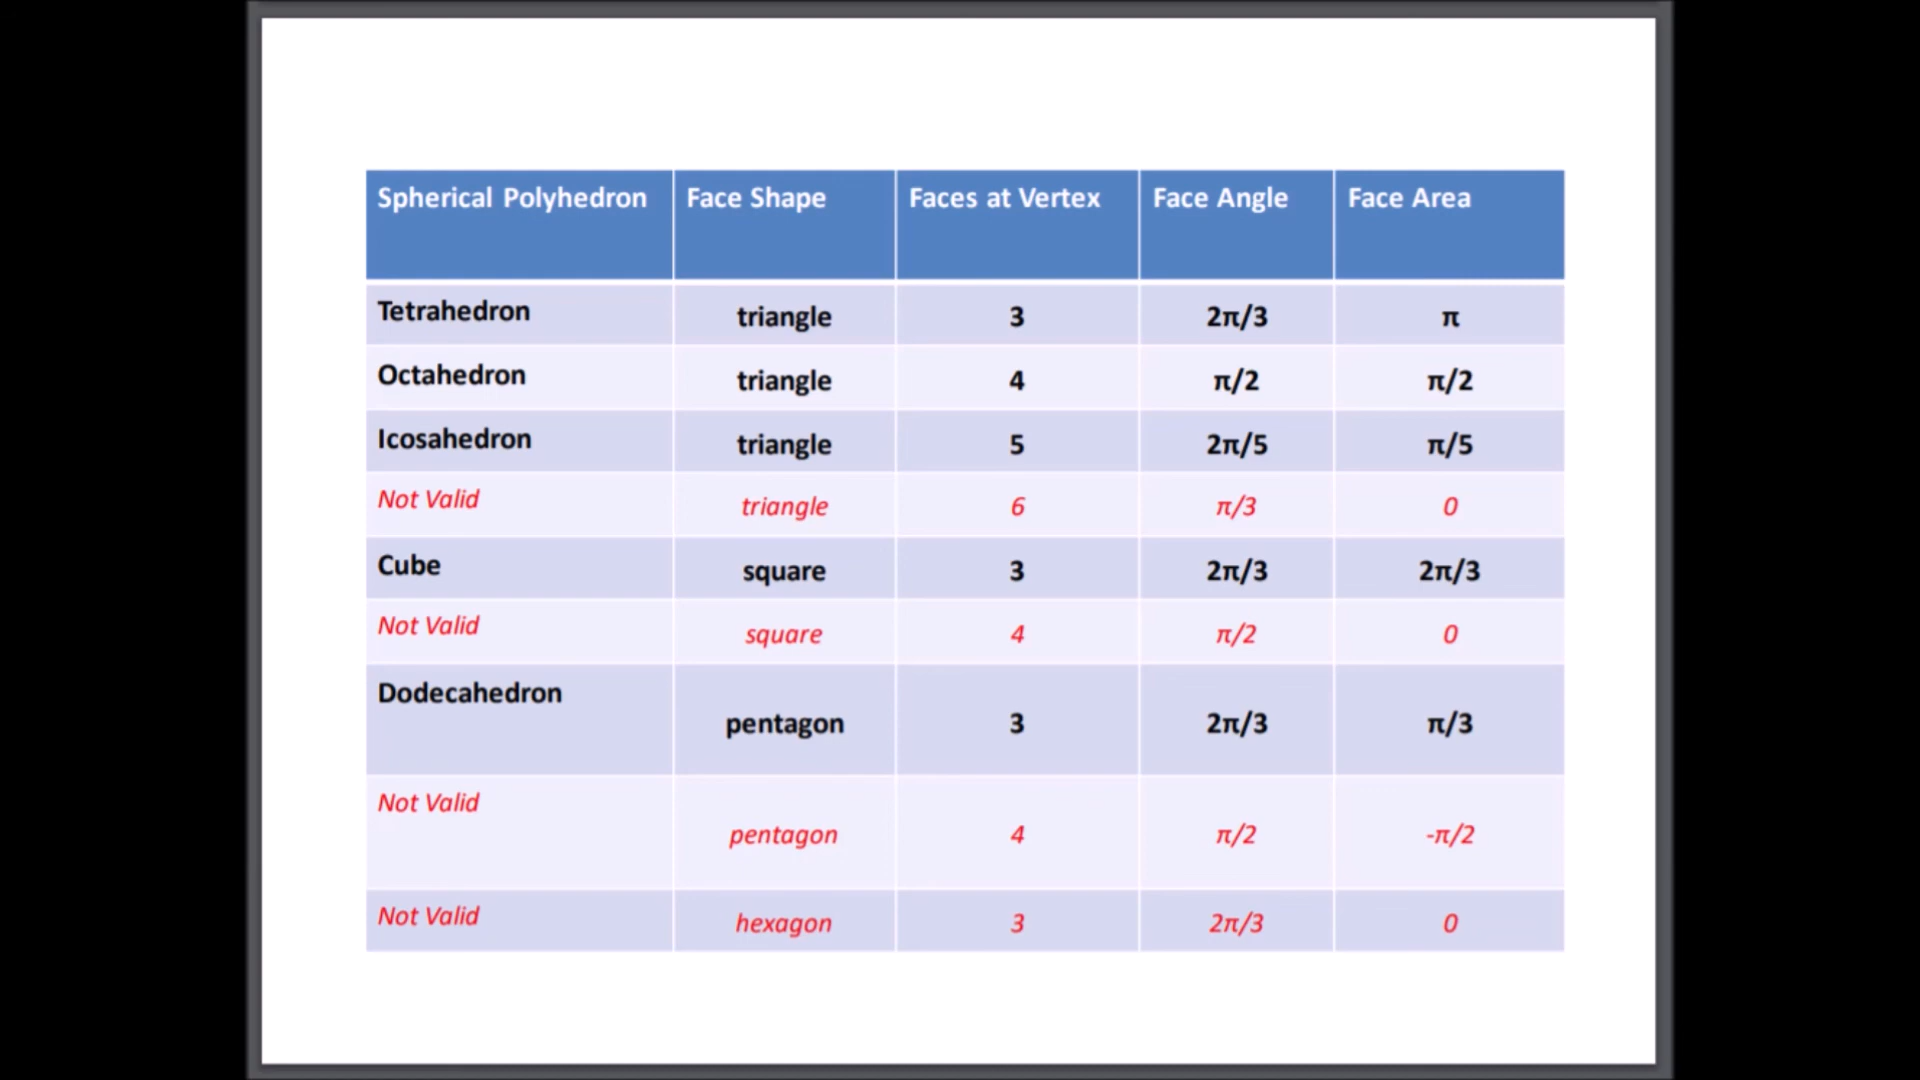 Spherical Polyhedron Face Shape Faces at Vertex Face Angle Face Area
Tetrahedron triangle 3 2π/3 π
Octahedron triangle 4 π/2 π/2
Icosahedron triangle 5 2π/5 π/5
Not Valid triangle 6 π/3 0
Cube square 3 2π/3 2π/3
Not Valid square 4 π/2 0
Dodecahedron pentagon 3 2π/3 π/3
Not Valid pentagon 4 π/2 -π/2
Not Valid hexagon 3 2π/3 0